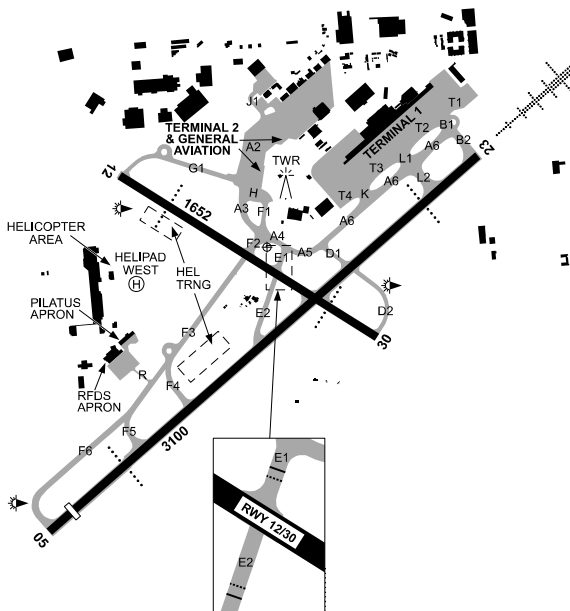 J1
TERMINAL 2
& GENERAL
AVIATION
TERMINAL 1
T1
T2
B1
23
A2
TWR
A6
B2
12
G1
L1
T3
L2
A6
H
T4
K
1652
A3
F1
A6
HELICOPTER
AREA
A4
F2
A5
D1
E1
HELIPAD
WEST
H
HEL
TRNG
L
PILATUS
APRON
D2
E2
F3
30
RFDS
APRON
R
F4
F5
3100
F6
05
E1
RWY 12/30
E2